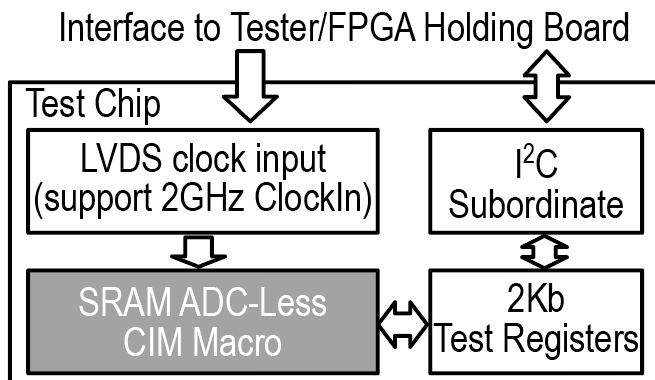 Interface to Tester/FPGA Holding Board
Test Chip
LVDS clock input
(support 2GHz ClockIn)
I²C
Subordinate
SRAM ADC-Less
CIM Macro
2Kb
Test Registers